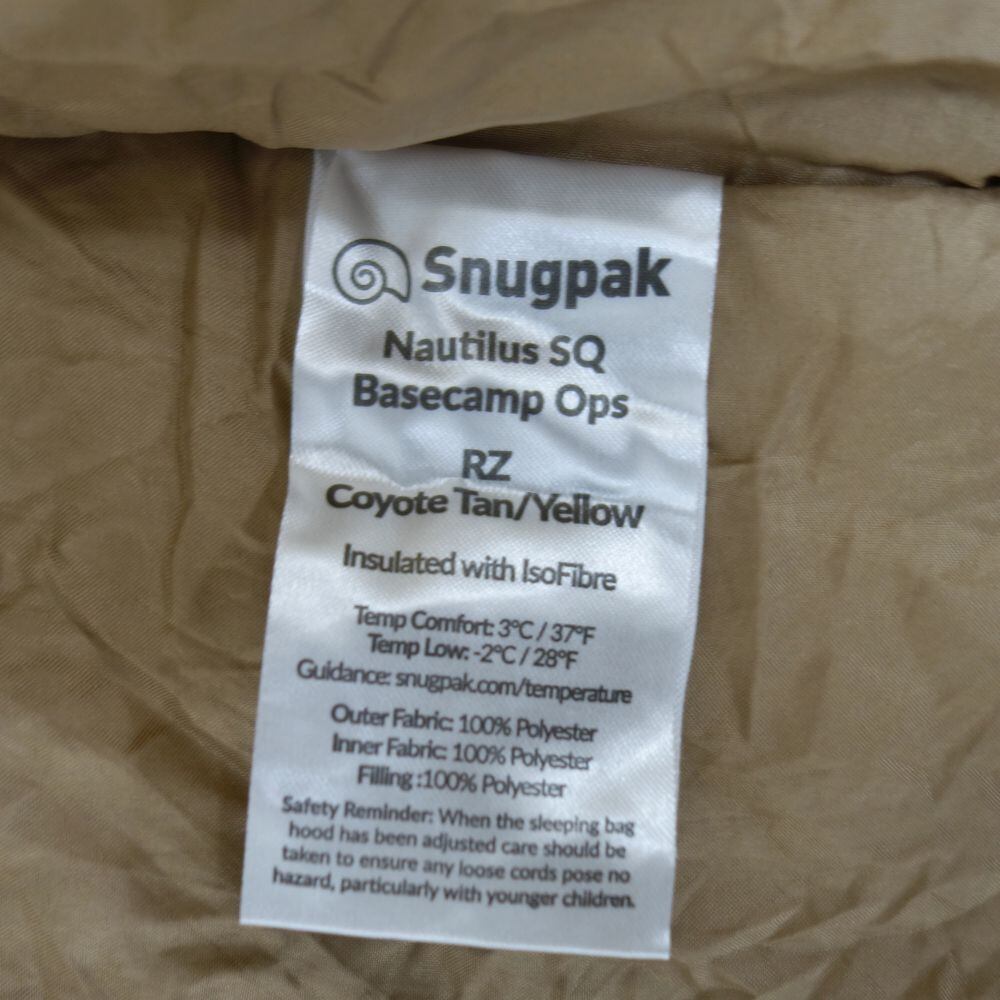 Snugpak
Nautilus SQ
Basecamp Ops
RZ
Coyote Tan/Yellow
Insulated with IsoFibre
Temp Comfort: 3°C / 37°F
Temp Low: -2°C / 28°F
Guidance: snugpak.com/temperature
Outer Fabric: 100% Polyester
Inner Fabric: 100% Polyester
Filling :100% Polyester
Safety Reminder: When the sleeping bag
hood has been adjusted care should be
taken to ensure any loose cords pose no
hazard, particularly with younger children.